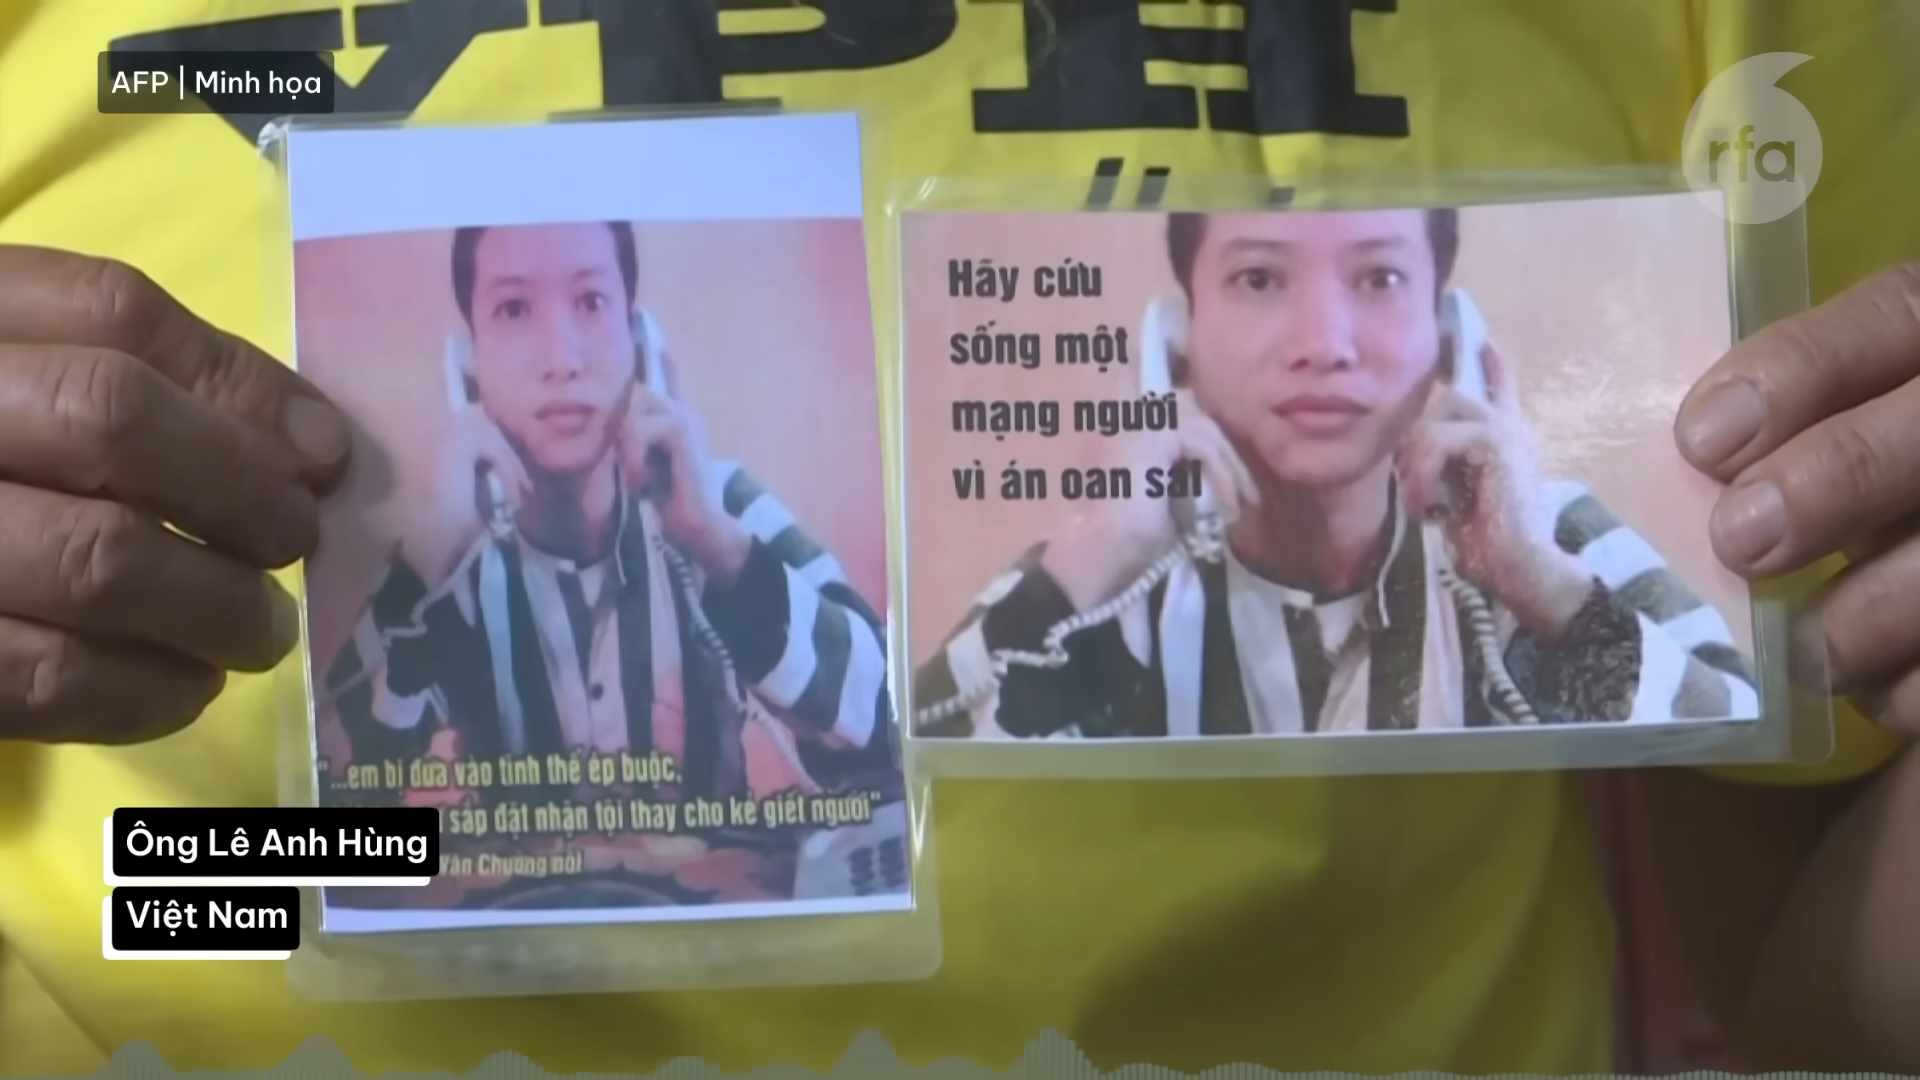 AFP | Minh họa
rfa
Hãy cứu
sống một
mạng người
vì án oan sai
"...em bị đưa vào tình thế ép buộc,
sắp đặt nhận tội thay cho kẻ giết người"
Văn Chưởng nói
Ông Lê Anh Hùng
Việt Nam